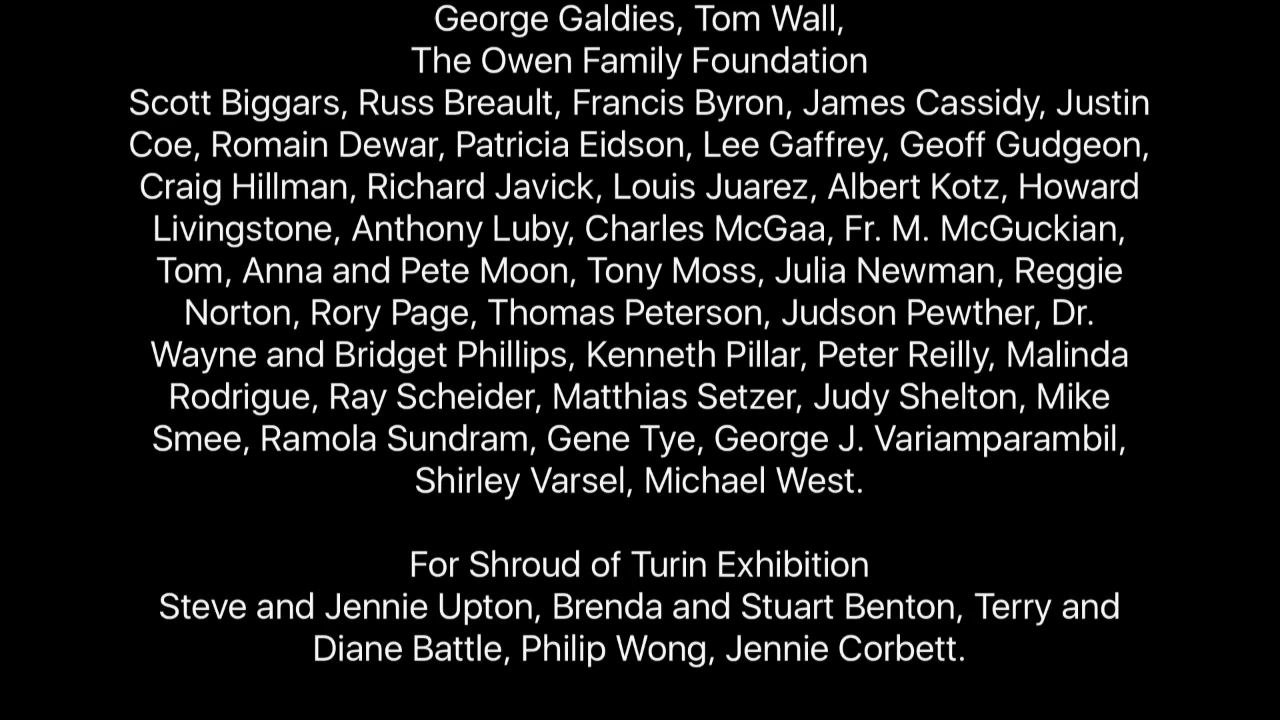 George Galdies, Tom Wall,
The Owen Family Foundation
Scott Biggars, Russ Breault, Francis Byron, James Cassidy, Justin
Coe, Romain Dewar, Patricia Eidson, Lee Gaffrey, Geoff Gudgeon,
Craig Hillman, Richard Javick, Louis Juarez, Albert Kotz, Howard
Livingstone, Anthony Luby, Charles McGaa, Fr. M. McGuckian,
Tom, Anna and Pete Moon, Tony Moss, Julia Newman, Reggie
Norton, Rory Page, Thomas Peterson, Judson Pewther, Dr.
Wayne and Bridget Phillips, Kenneth Pillar, Peter Reilly, Malinda
Rodrigue, Ray Scheider, Matthias Setzer, Judy Shelton, Mike
Smee, Ramola Sundram, Gene Tye, George J. Variamparambil,
Shirley Varsel, Michael West.
For Shroud of Turin Exhibition
Steve and Jennie Upton, Brenda and Stuart Benton, Terry and
Diane Battle, Philip Wong, Jennie Corbett.